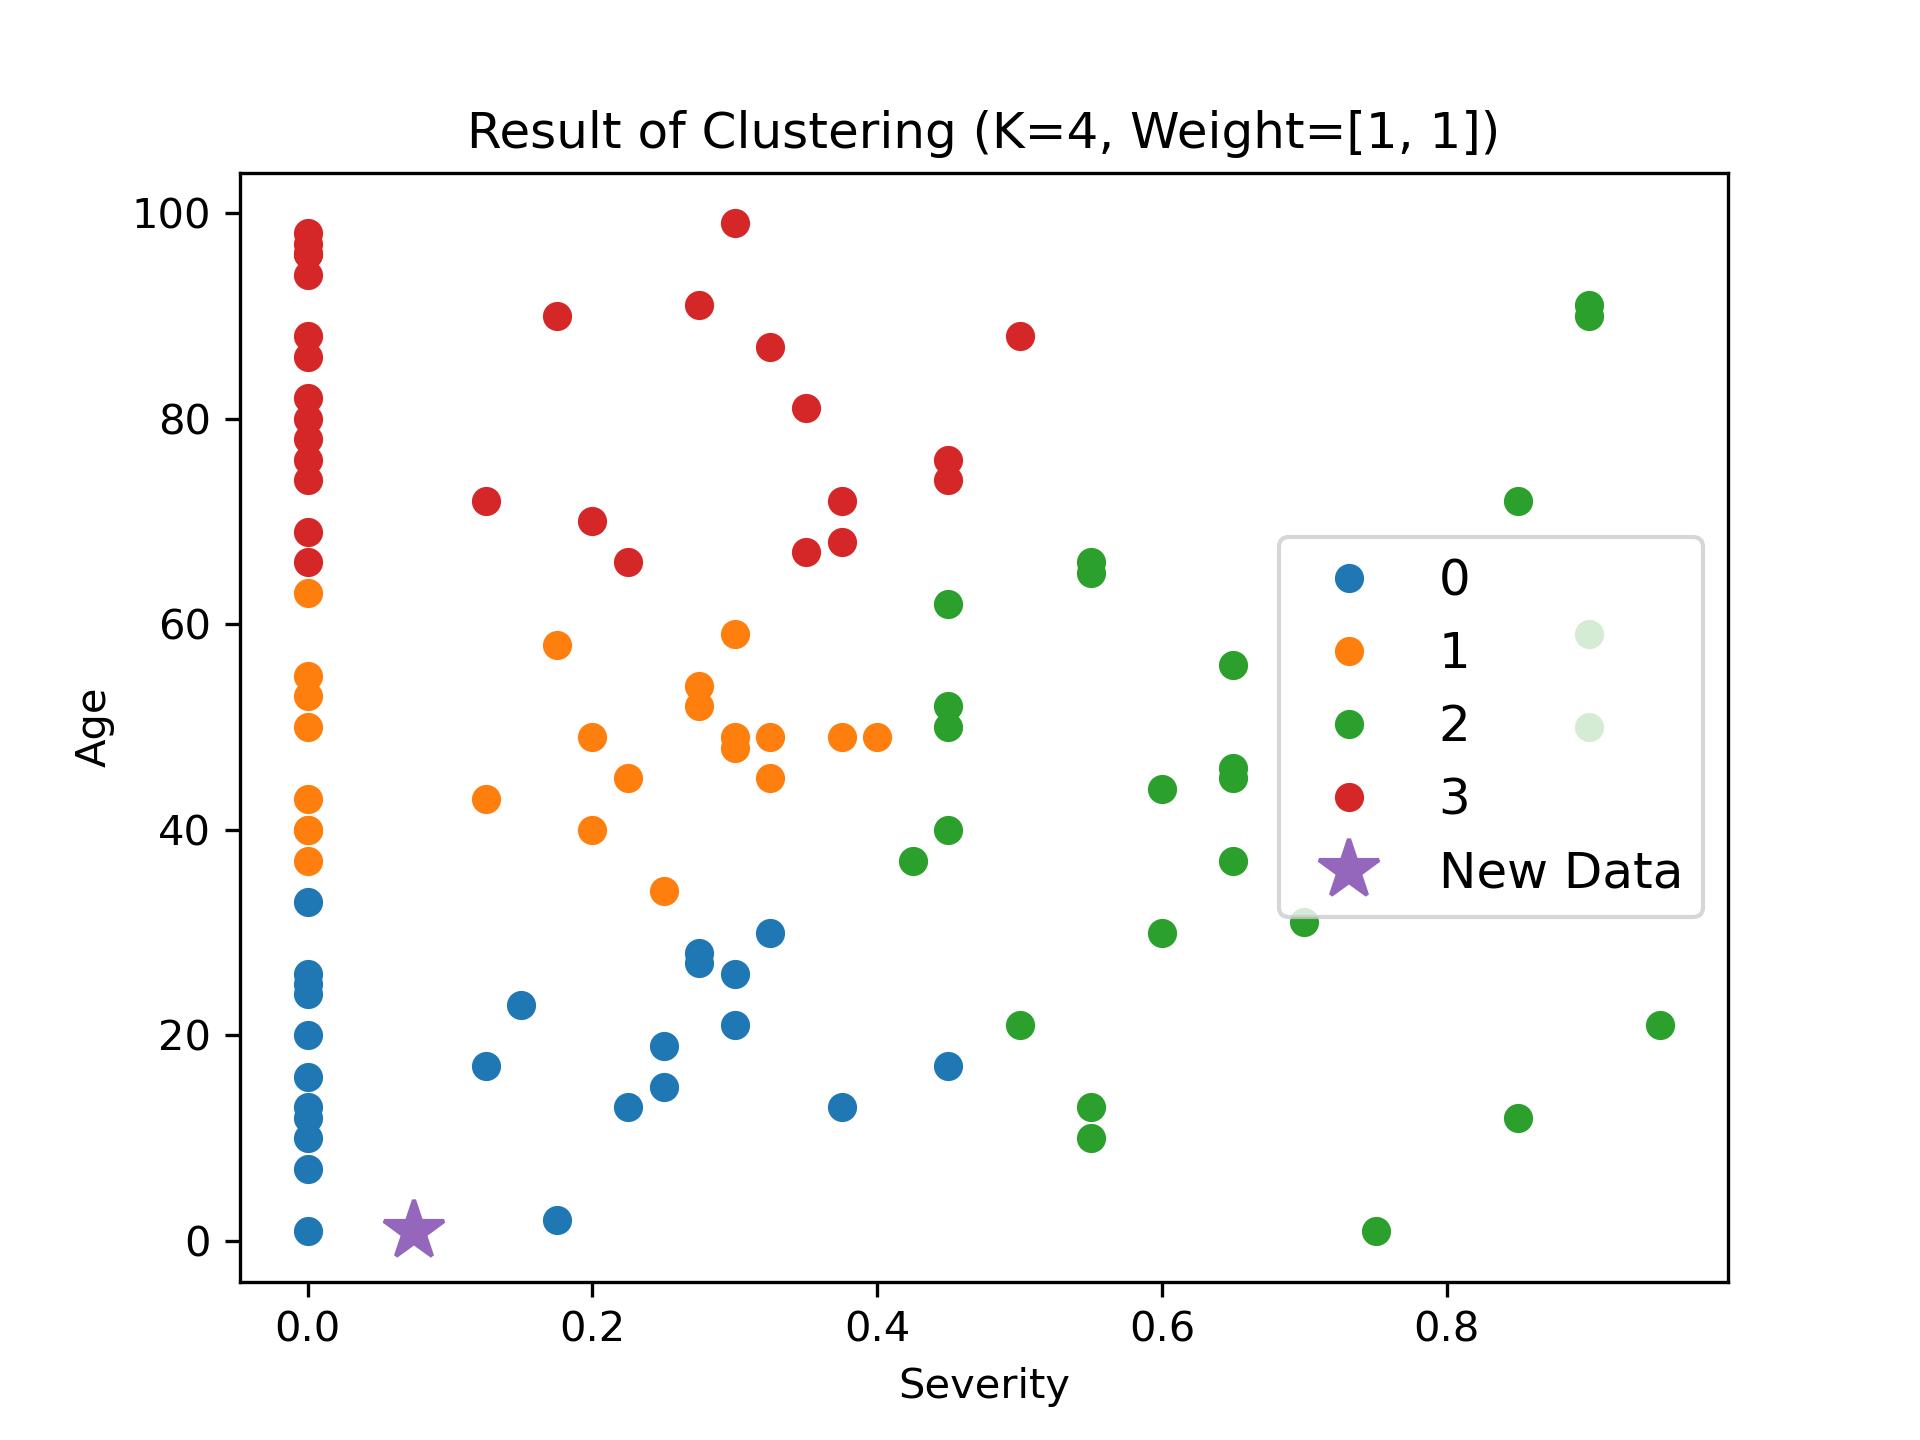 Result of Clustering (K=4, Weight=[1, 1])
100
80
60
40
20
0
Age
0
1
2
3
New Data
0.0 0.2 0.4 0.6 0.8
Severity